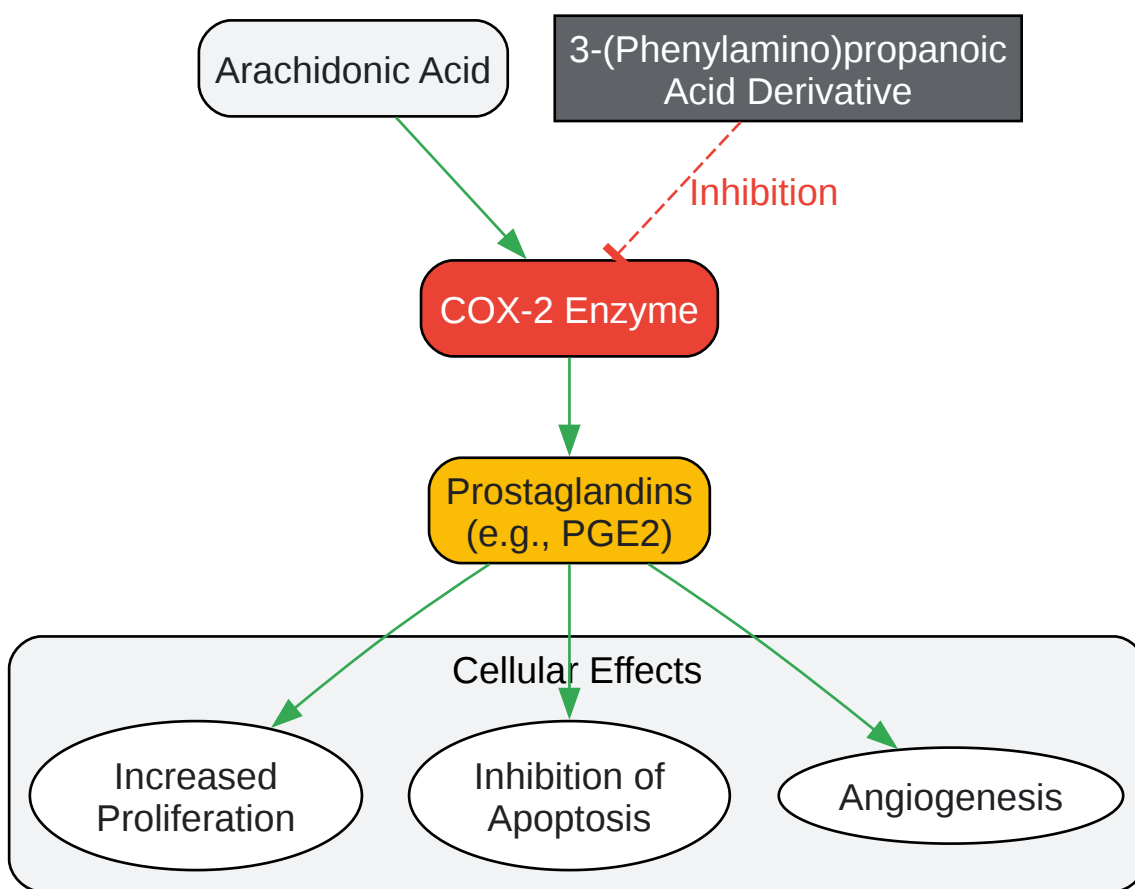 Arachidonic Acid
3-(Phenylamino)propanoic
Acid Derivative
Inhibition
COX-2 Enzyme
Prostaglandins
(e.g., PGE2)
Cellular Effects
Increased
Proliferation
Inhibition of
Apoptosis
Angiogenesis